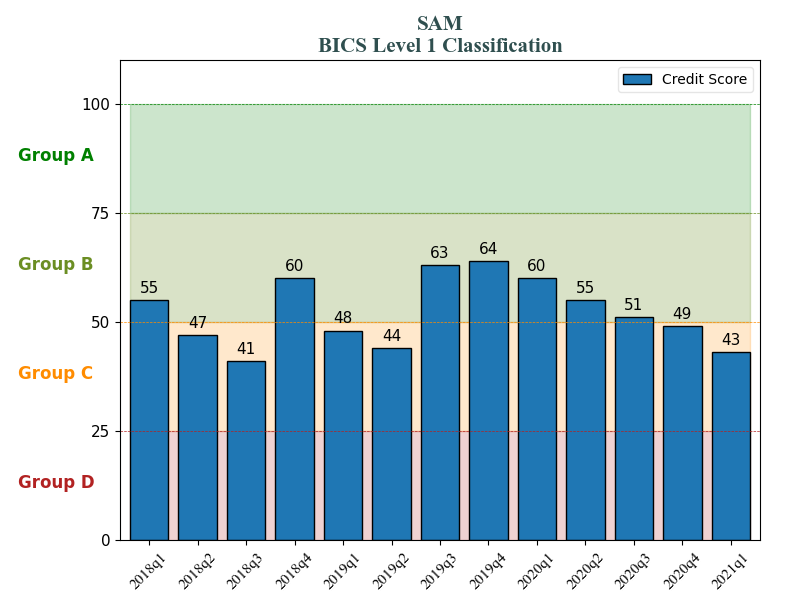 SAM
BICS Level 1 Classification
Credit Score
100
Group A
75
Group B
50
Group C
25
Group D
0
55
47
41
60
48
44
63
64
60
55
51
49
43
2018q1
2018q2
2018q3
2018q4
2019q1
2019q2
2019q3
2019q4
2020q1
2020q2
2020q3
2020q4
2021q1